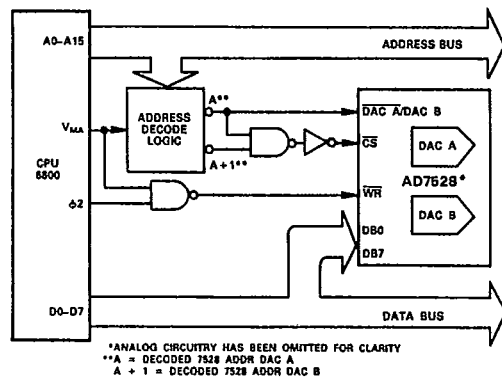 A0–A15
ADDRESS BUS
A**
ADDRESS
DECODE
LOGIC
VMA
A+1**
CPU
6800
ϕ2
DAC A/DAC B
CS
DAC A
AD7528*
WR
DAC B
DB0
DB7
D0–D7
DATA BUS
*ANALOG CIRCUITRY HAS BEEN OMITTED FOR CLARITY
**A = DECODED 7528 ADDR DAC A
A + 1 = DECODED 7528 ADDR DAC B